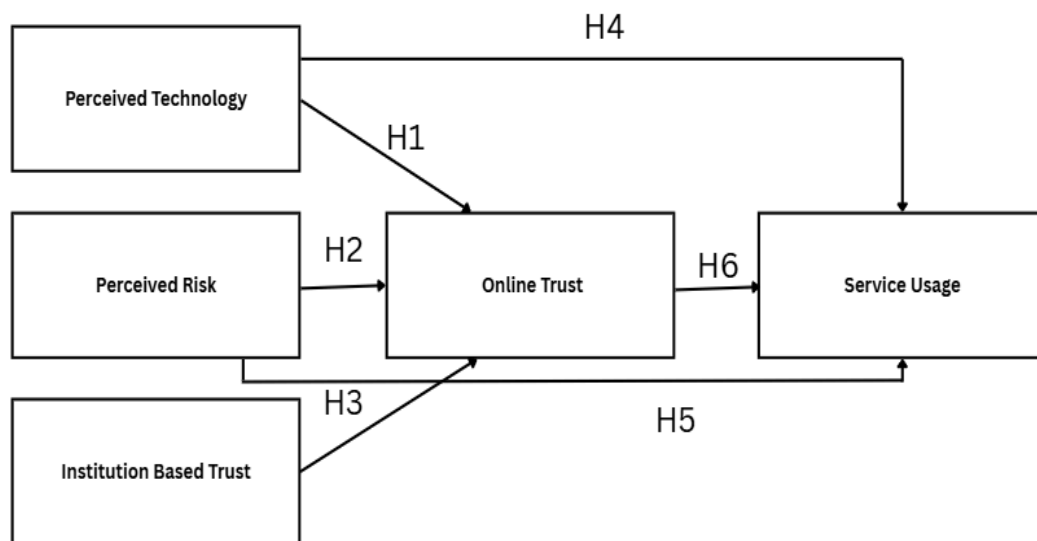 H4
Perceived Technology
H1
Perceived Risk
H2
Online Trust
H6
Service Usage
H3
H5
Institution Based Trust